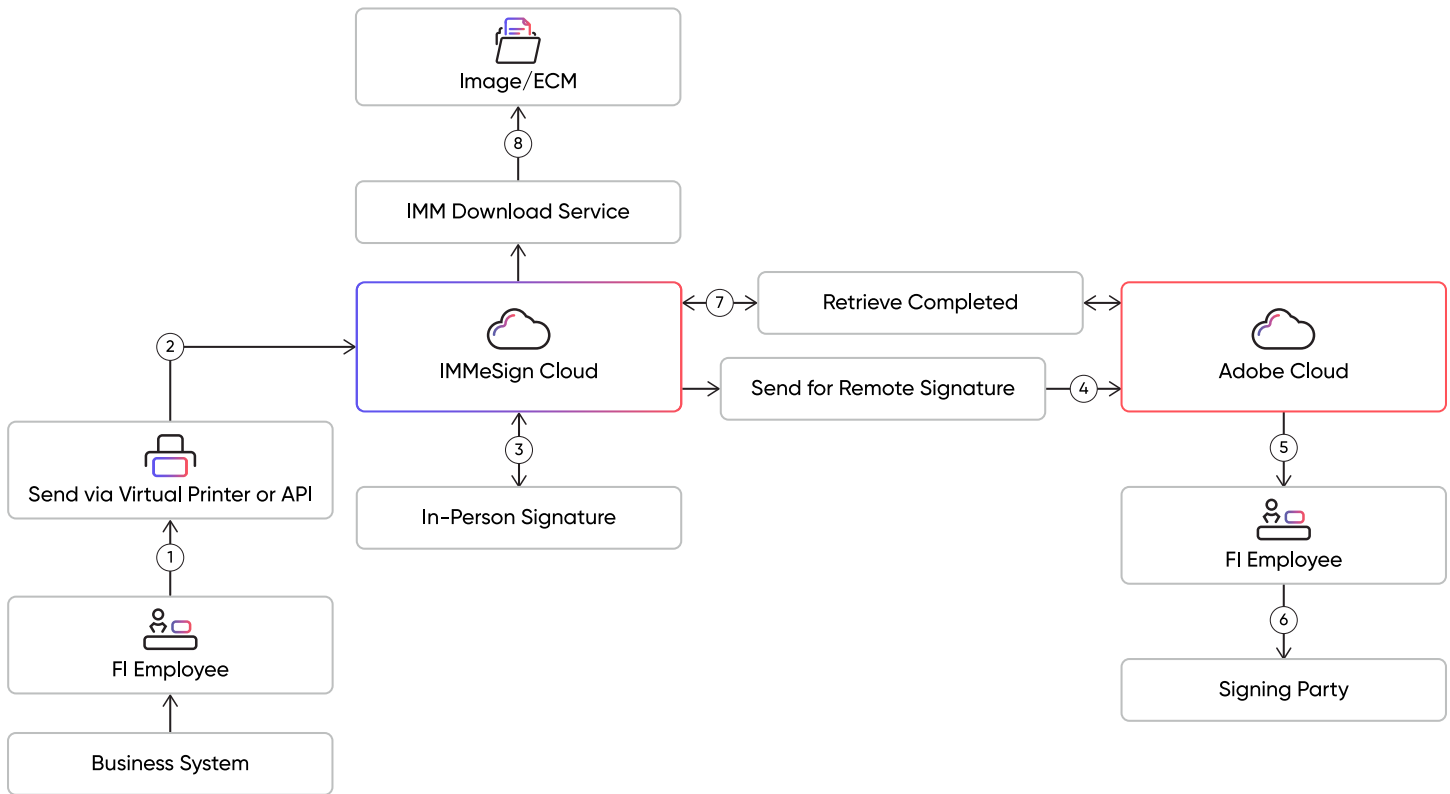 Image/ECM
8
IMM Download Service
7
Retrieve Completed
2
IMMeSign Cloud
Adobe Cloud
Send for Remote Signature
4
3
5
Send via Virtual Printer or API
In-Person Signature
1
FI Employee
6
FI Employee
Signing Party
Business System